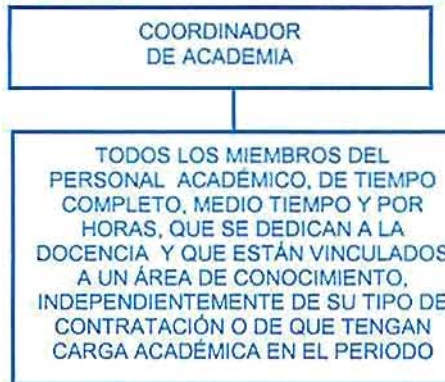 COORDINADOR
DE ACADEMIA
TODOS LOS MIEMBROS DEL
PERSONAL ACADÉMICO, DE TIEMPO
COMPLETO, MEDIO TIEMPO Y POR
HORAS, QUE SE DEDICAN A LA
DOCENCIA Y QUE ESTÁN VINCULADOS
A UN ÁREA DE CONOCIMIENTO,
INDEPENDIENTEMENTE DE SU TIPO DE
CONTRATACIÓN O DE QUE TENGAN
CARGA ACADÉMICA EN EL PERIODO